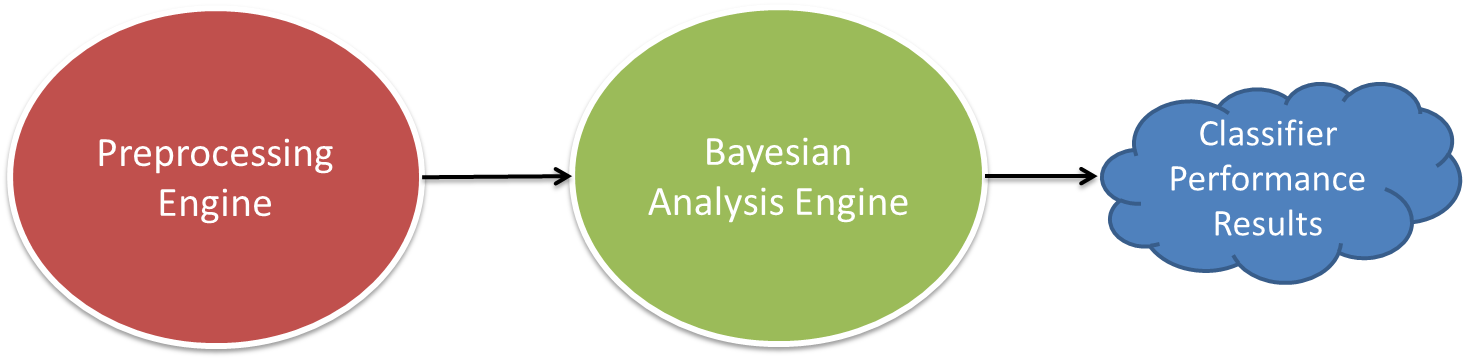 Preprocessing
Engine
Bayesian
Analysis Engine
Classifier
Performance
Results